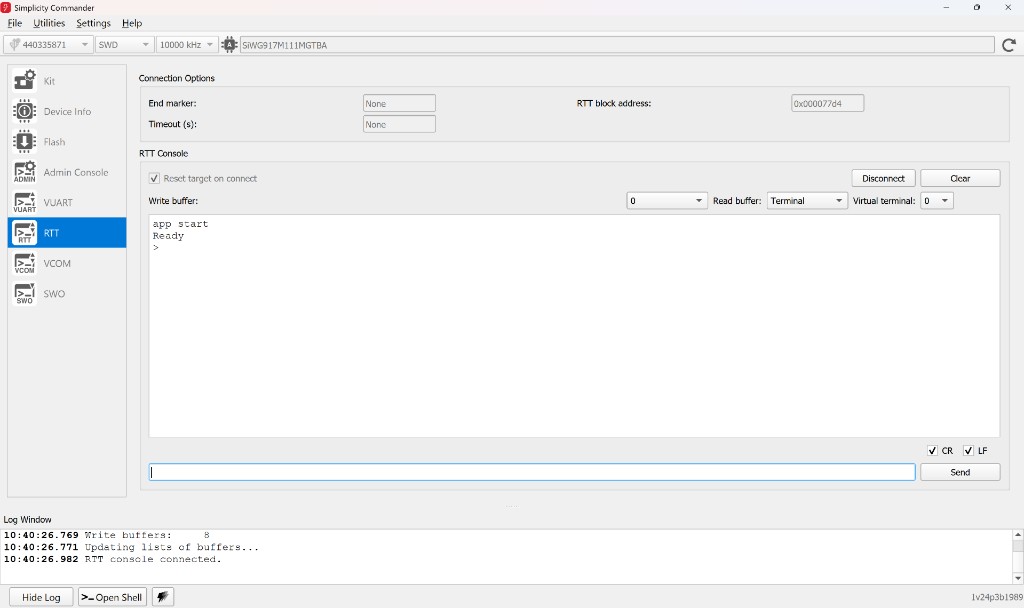 Simplicity Commander
File Utilities Settings Help
440335871 SWD 10000 kHz SiWG917M111MGTBA
Kit
Device Info
Flash
ADMIN Admin Console
VUART VUART
RTT RTT
VCOM VCOM
SWO SWO
Connection Options
End marker: None RTT block address: 0x000077d4
Timeout (s): None
RTT Console
Reset target on connect Disconnect Clear
Write buffer: 0 Read buffer: Terminal Virtual terminal: 0
app start
Ready
>
CR LF
Send
Log Window
10:40:26.769 Write buffers: 8
10:40:26.771 Updating lists of buffers...
10:40:26.982 RTT console connected.
Hide Log >_ Open Shell 1v24p3b1989